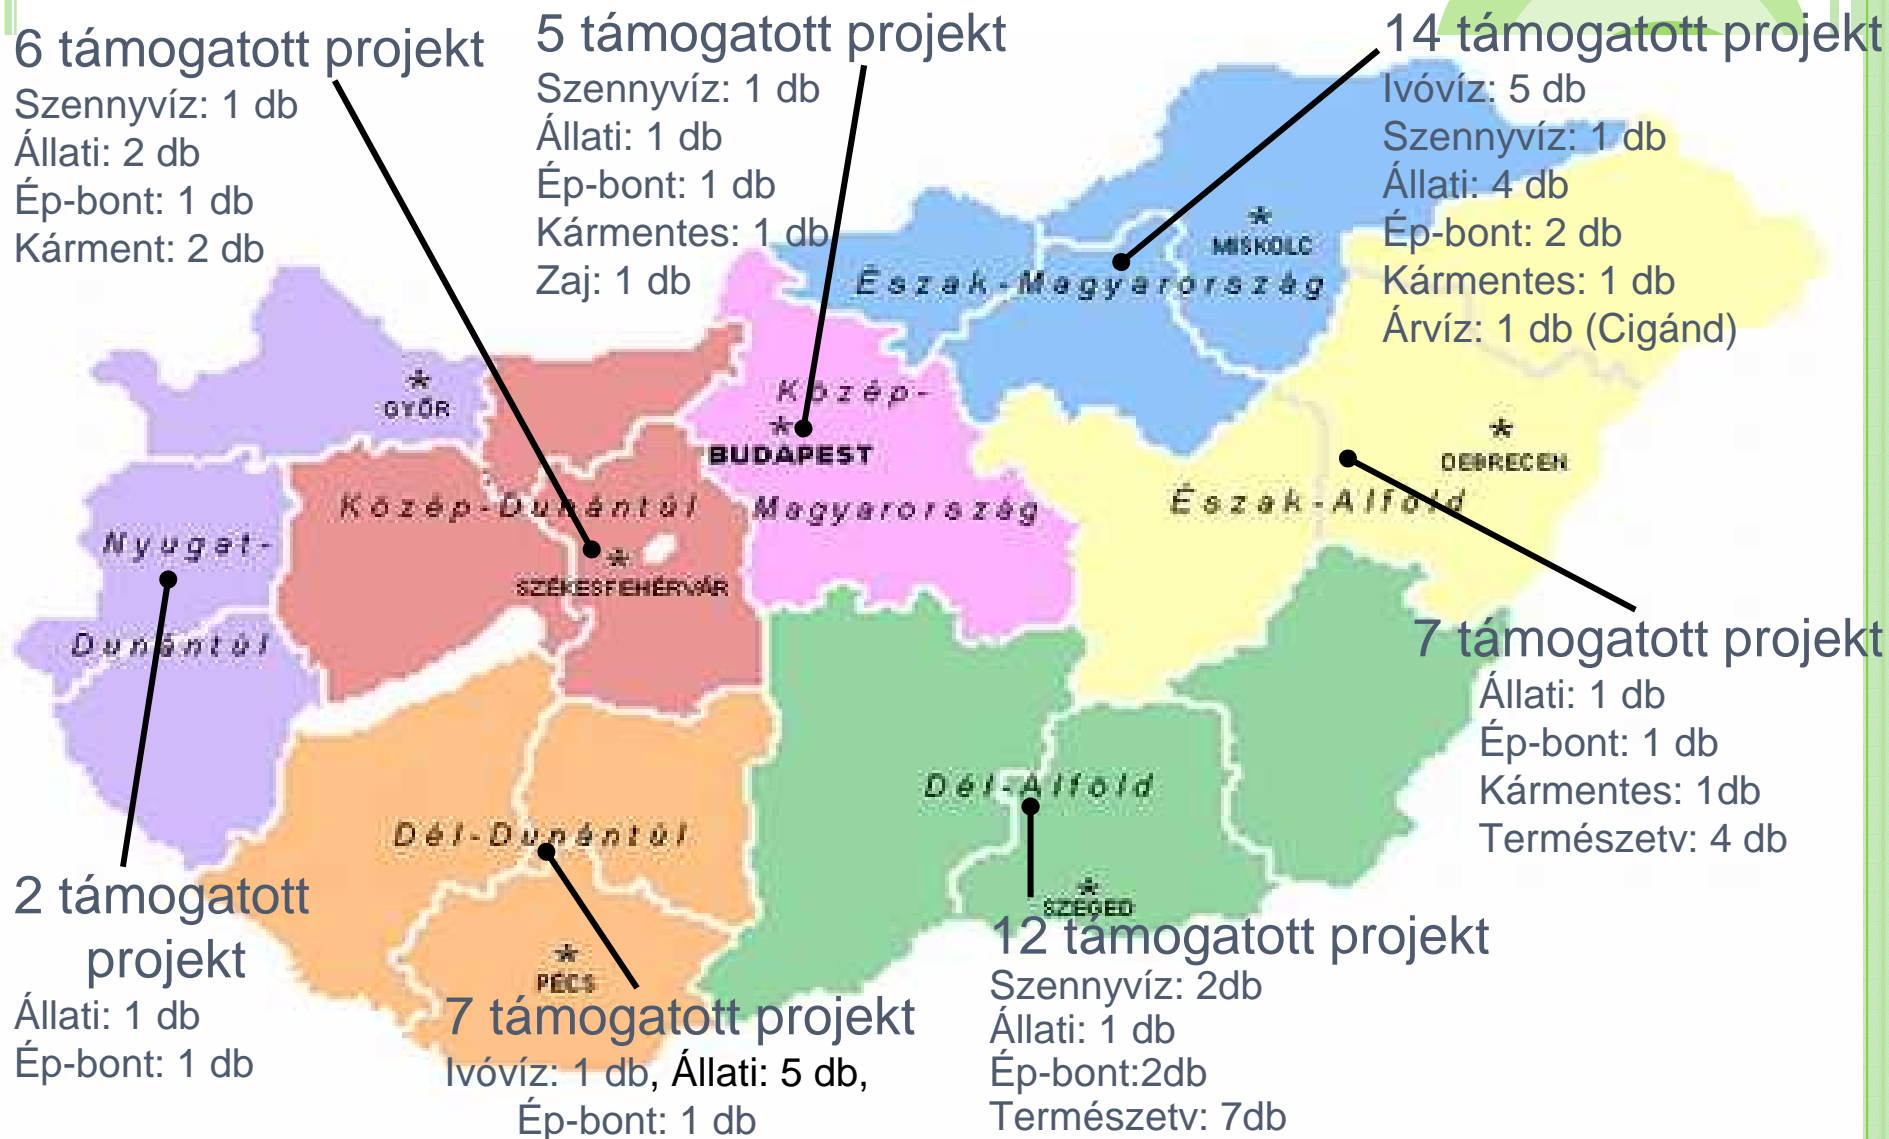 6 támogatott projekt
Szennyvíz: 1 db
Állati: 2 db
Ép-bont: 1 db
Kárment: 2 db
5 támogatott projekt
Szennyvíz: 1 db
Állati: 1 db
Ép-bont: 1 db
Kármentes: 1 db
Zaj: 1 db
14 támogatott projekt
Ivóvíz: 5 db
Szennyvíz: 1 db
Állati: 4 db
Ép-bont: 2 db
Kármentes: 1 db
Árvíz: 1 db (Cigánd)
MISKOLC
Észak-Magyarország
GYŐR
Közép-
BUDAPEST
Magyarország
DEBRECEN
Észak-Alföld
Közép-Dunántúl
SZÉKESFEHÉRVÁR
Nyugat-
Dunántúl
7 támogatott projekt
Állati: 1 db
Ép-bont: 1 db
Kármentes: 1db
Természetv: 4 db
Dél-Alföld
SZEGED
Dél-Dunántúl
PÉCS
2 támogatott
projekt
Állati: 1 db
Ép-bont: 1 db
7 támogatott projekt
Ivóvíz: 1 db, Állati: 5 db,
Ép-bont: 1 db
12 támogatott projekt
Szennyvíz: 2db
Állati: 1 db
Ép-bont:2db
Természetv: 7db